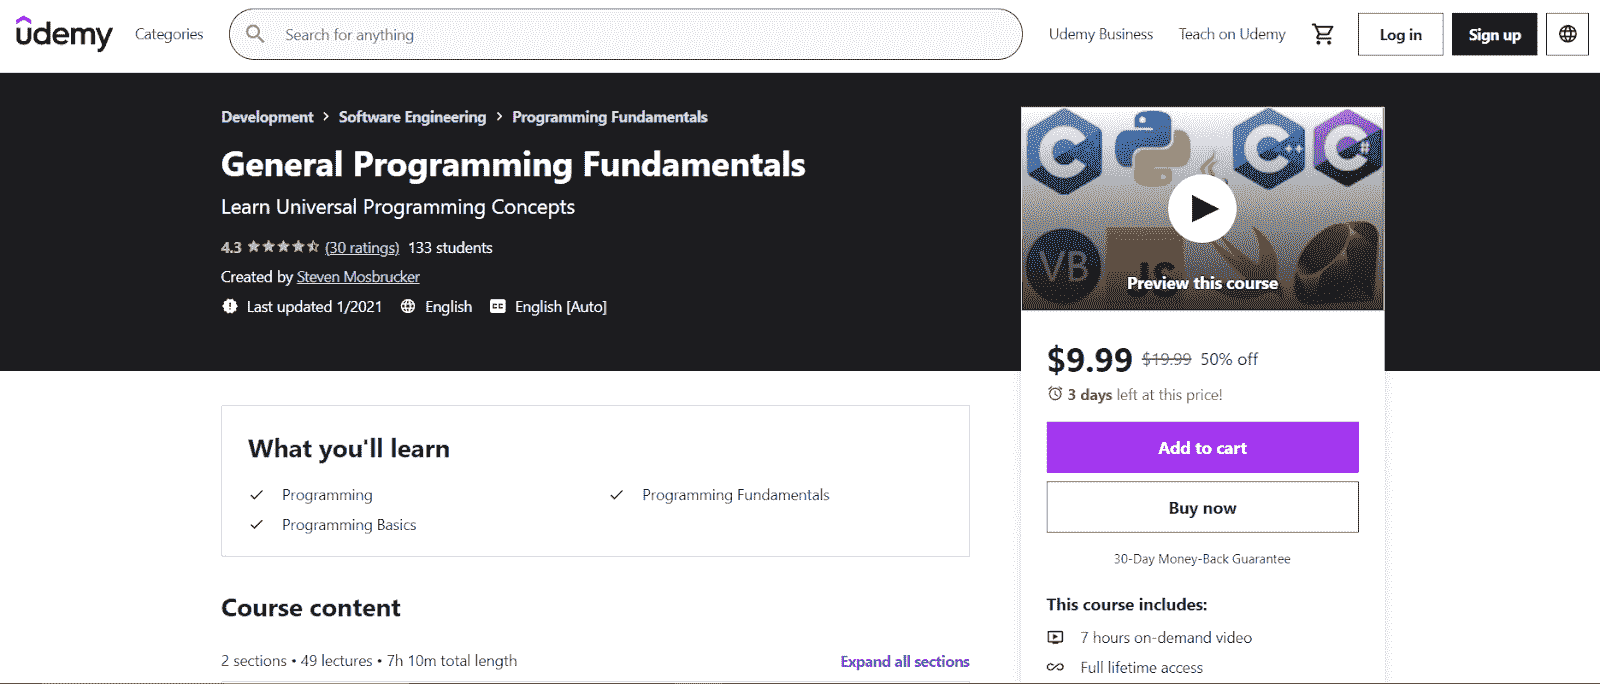 udemy
Categories
Search for anything
Udemy Business
Teach on Udemy
Log in
Sign up
Development > Software Engineering > Programming Fundamentals
General Programming Fundamentals
Learn Universal Programming Concepts
4.3 (30 ratings) 133 students
Created by Steven Mosbrucker
Last updated 1/2021 English CC English [Auto]
C
C++
C#
VB
JS
Preview this course
$9.99 $19.99 50% off
3 days left at this price!
Add to cart
Buy now
30-Day Money-Back Guarantee
This course includes:
7 hours on-demand video
Full lifetime access
What you'll learn
Programming
Programming Fundamentals
Programming Basics
Course content
2 sections • 49 lectures • 7h 10m total length
Expand all sections